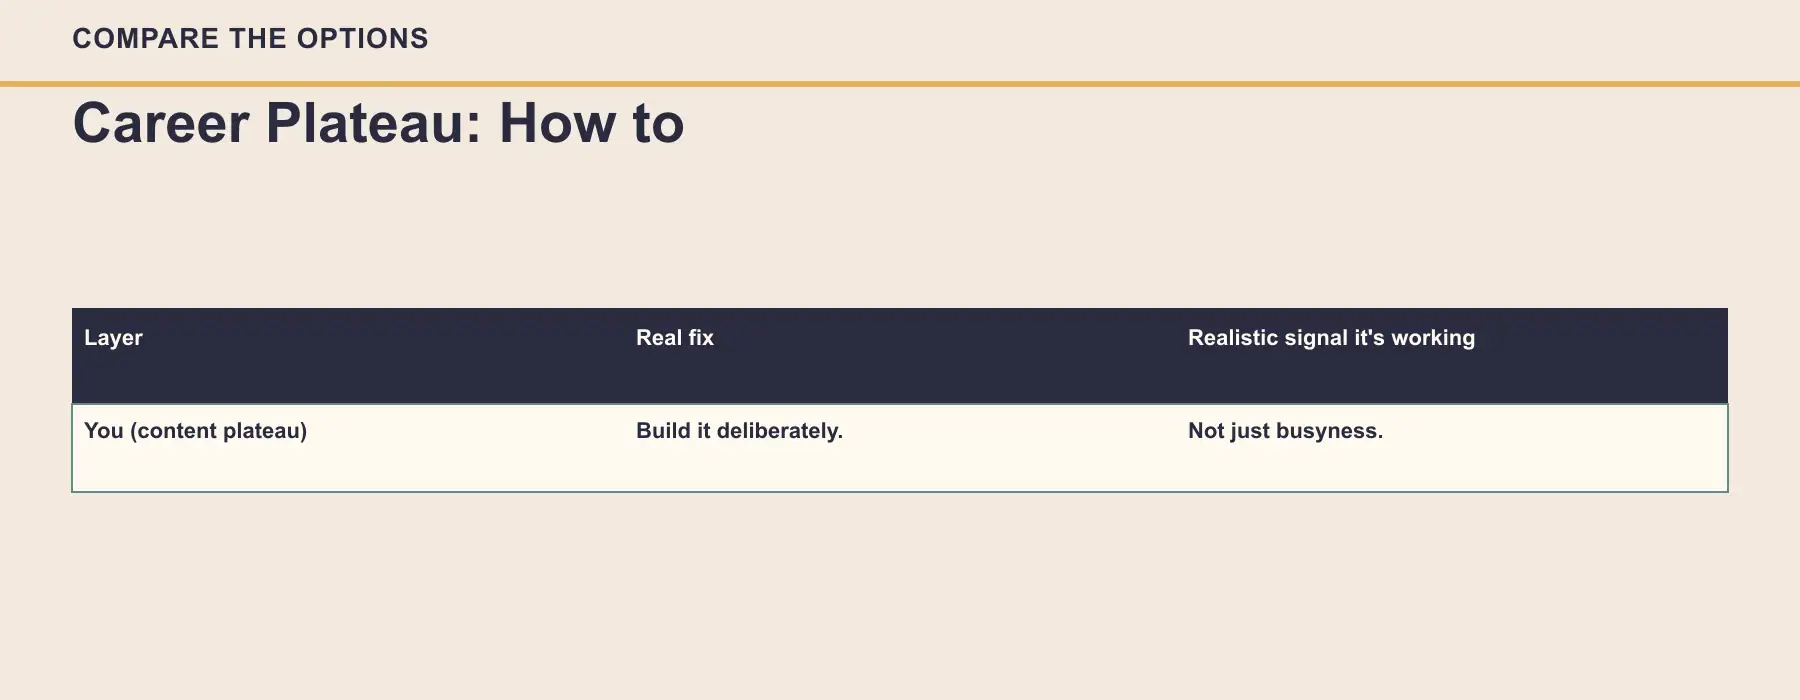 COMPARE THE OPTIONS
Career Plateau: How to
Layer Real fix Realistic signal it's working
You (content plateau) Build it deliberately. Not just busyness.